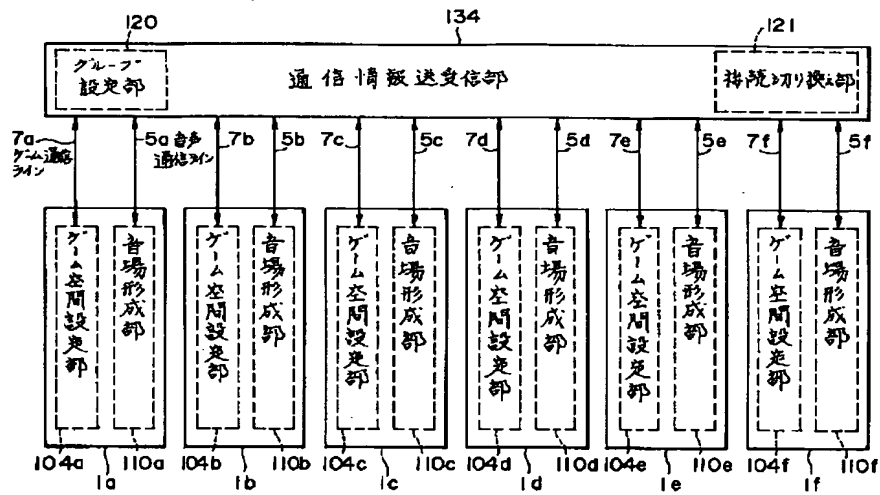 120
134
121
グループ
設定部
通信情報送受信部
接続切り換え部
7a
ゲーム通信
ライン
5a 音声
通信ライン
7b
5b
7c
5c
7d
5d
7e
5e
7f
5f
ゲーム空間設定部
音場形成部
ゲーム空間設定部
音場形成部
ゲーム空間設定部
音場形成部
ゲーム空間設定部
音場形成部
ゲーム空間設定部
音場形成部
ゲーム空間設定部
音場形成部
104a
110a
104b
110b
104c
110c
104d
110d
104e
110e
104f
110f
1a
1b
1c
1d
1e
1f